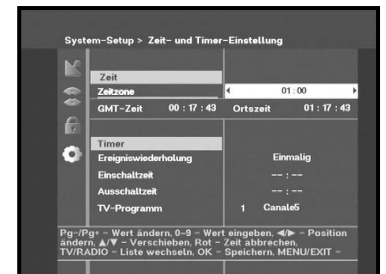 System-Setup > Zeit- und Timer-Einstellung
Zeit
Zeitzone ◀ 01:00 ▶
GMT-Zeit 00 : 17 : 43 Ortszeit 01 : 17 : 43
Timer
Ereigniswiederholung Einmalig
Einschaltzeit -- : --
Ausschaltzeit -- : --
TV-Programm 1 Canale5
Pg-/Pg+ - Wert ändern, 0-9 - Wert eingeben, ◀/▶ - Position
ändern, ▲/▼ - Verschieben, Rot - Zeit abbrechen,
TV/RADIO - Liste wechseln, OK - Speichern, MENU/EXIT -